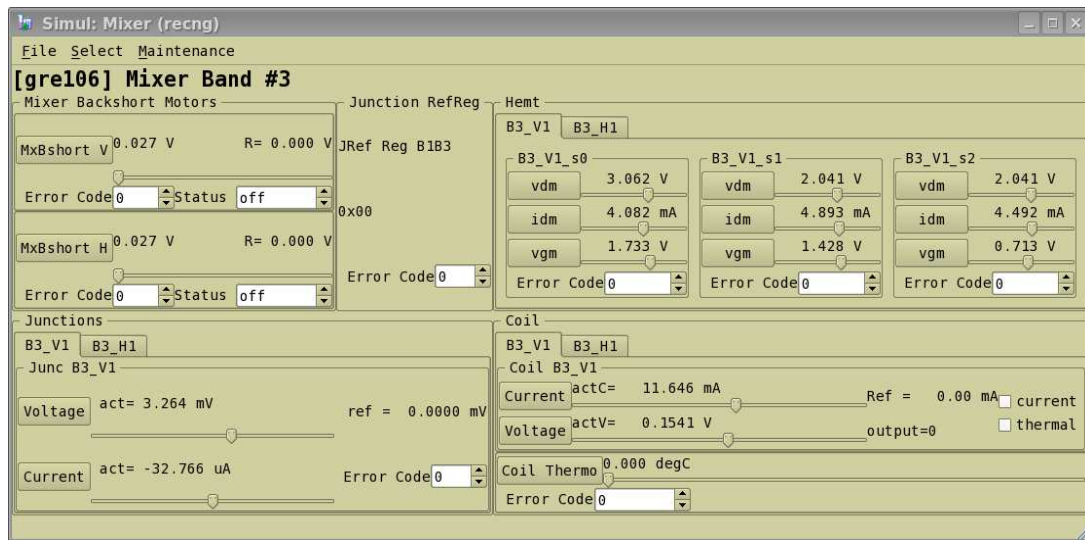 Simul: Mixer (recng)
File Select Maintenance
[gre106] Mixer Band #3
Mixer Backshort Motors
MxBshort V 0.027 V R= 0.000 V
Error Code 0 Status off
MxBshort H 0.027 V R= 0.000 V
Error Code 0 Status off
Junction RefReg
JRef Reg B1B3
0x00
Error Code 0
Hemt
B3_V1 B3_H1
B3_V1_s0
vdm 3.062 V
idm 4.082 mA
vgm 1.733 V
Error Code 0
B3_V1_s1
vdm 2.041 V
idm 4.893 mA
vgm 1.428 V
Error Code 0
B3_V1_s2
vdm 2.041 V
idm 4.492 mA
vgm 0.713 V
Error Code 0
Junctions
B3_V1 B3_H1
Junc B3_V1
Voltage act= 3.264 mV ref = 0.0000 mV
Current act= -32.766 uA Error Code 0
Coil
B3_V1 B3_H1
Coil B3_V1
Current actC= 11.646 mA Ref = 0.00 mA current
Voltage actV= 0.1541 V output=0 thermal
Coil Thermo 0.000 degC
Error Code 0